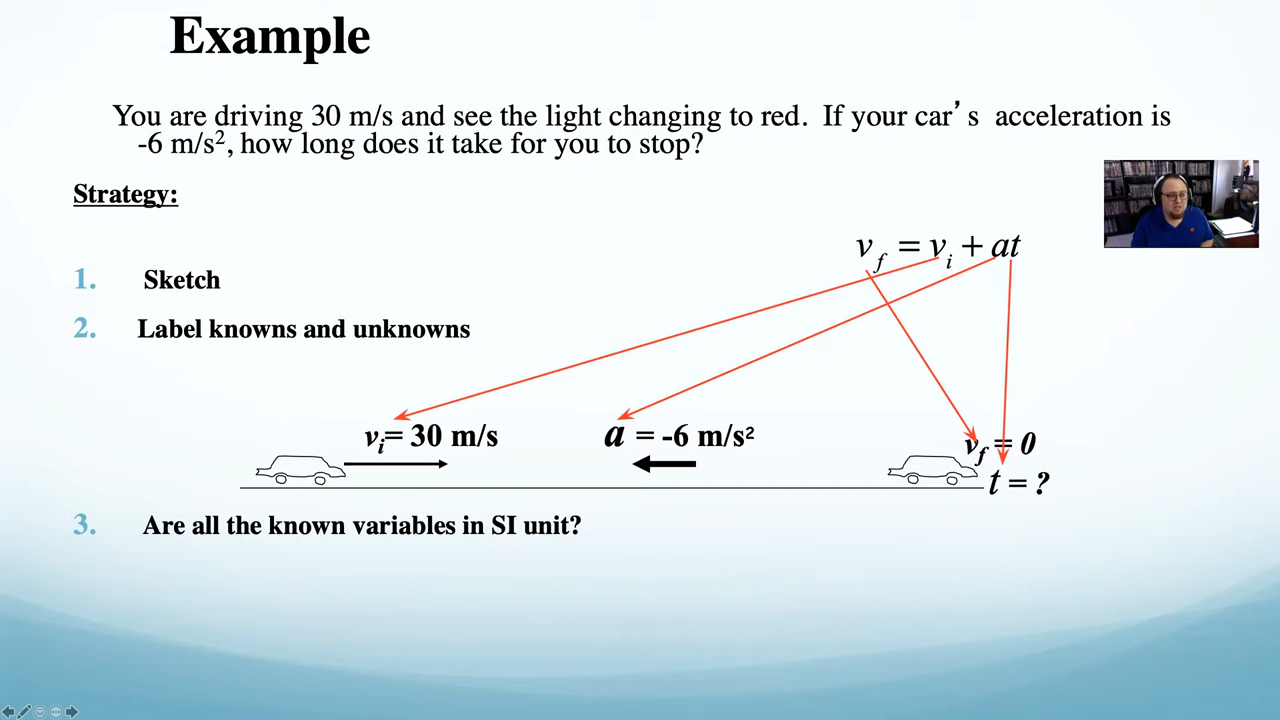 Example
You are driving 30 m/s and see the light changing to red. If your car’s acceleration is
-6 m/s², how long does it take for you to stop?
Strategy:
v_f = v_i + at
1. Sketch
2. Label knowns and unknowns
v_i= 30 m/s
a = -6 m/s²
v_f = 0
t = ?
3. Are all the known variables in SI unit?